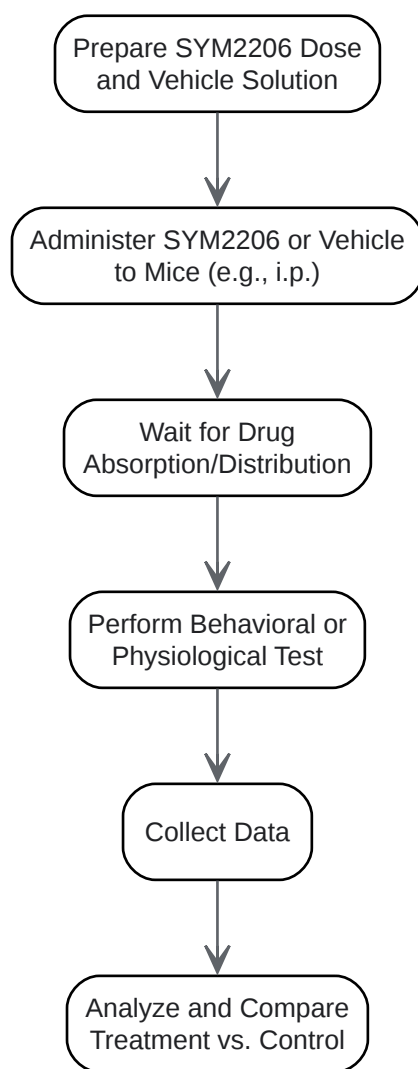 Prepare SYM2206 Dose
and Vehicle Solution
Administer SYM2206 or Vehicle
to Mice (e.g., i.p.)
Wait for Drug
Absorption/Distribution
Perform Behavioral or
Physiological Test
Collect Data
Analyze and Compare
Treatment vs. Control